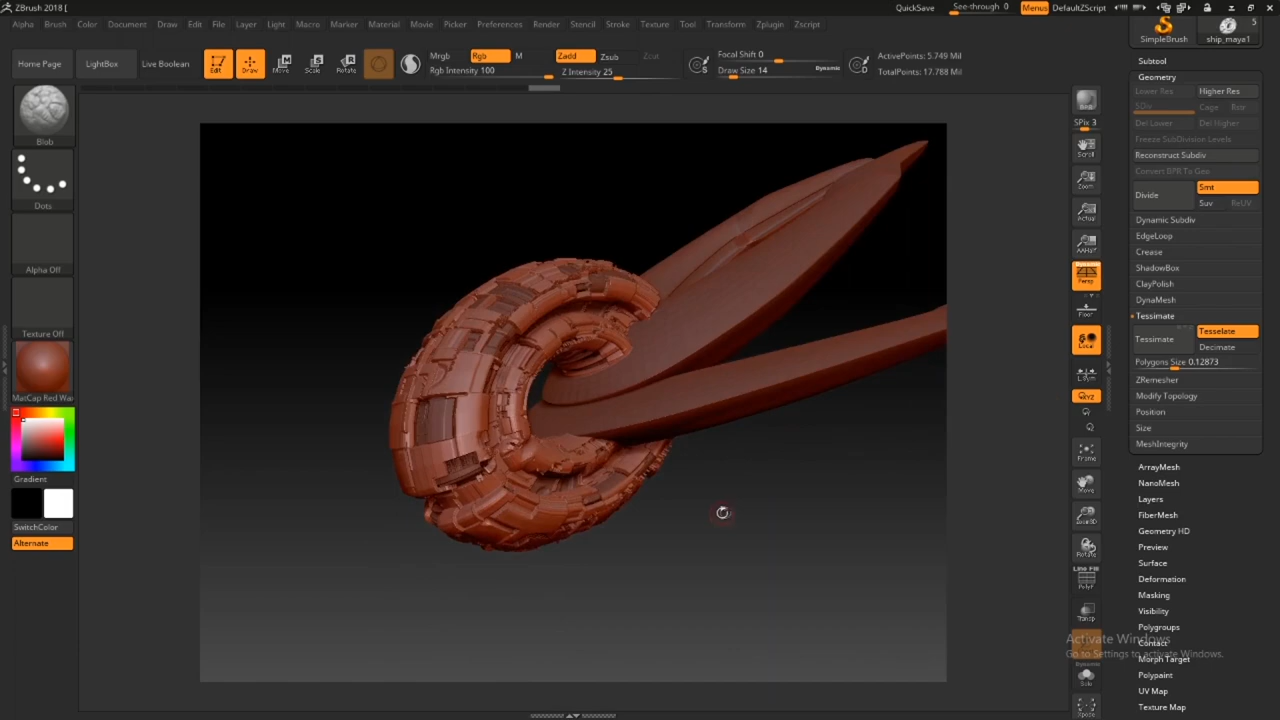 ZBrush 2018 [
QuickSave
See-through 0
Menus
DefaultZScript
Alpha Brush Color Document Draw Edit File Layer Light Macro Marker Material Movie Picker Preferences Render Stencil Stroke Texture Tool Transform Zplugin Zscript
Home Page
LightBox
Live Boolean
Edit
Draw
Move
Scale
Rotate
Mrgb
Rgb
M
Rgb Intensity 100
Zadd
Zsub
Zcut
Z Intensity 25
S
Focal Shift 0
Draw Size 14
Dynamic
D
ActivePoints: 5.749 Mil
TotalPoints: 17.788 Mil
Blob
Dots
Alpha Off
Texture Off
MatCap Red Wax
Gradient
SwitchColor
Alternate
BPR
SPix 3
Scroll
Zoom
Actual
AAHalf
Dynamic
Persp
Floor
Local
L.Sym
Frame
Move
Zoom3D
Rotate
Line Fill
PolyF
Transp
Dynamic
Solo
Xpose
SimpleBrush
5
ship_maya1
Subtool
Geometry
Lower Res
Higher Res
SDiv
Cage
Rstr
Del Lower
Del Higher
Freeze SubDivision Levels
Reconstruct Subdiv
Convert BPR To Geo
Divide
Smt
Suv
ReUV
Dynamic Subdiv
EdgeLoop
Crease
ShadowBox
ClayPolish
DynaMesh
Tessimate
Tessimate
Tesselate
Decimate
Polygons Size 0.12873
ZRemesher
Modify Topology
Position
Size
MeshIntegrity
ArrayMesh
NanoMesh
Layers
FiberMesh
Geometry HD
Preview
Surface
Deformation
Masking
Visibility
Polygroups
Contact
Morph Target
Polypaint
UV Map
Texture Map
Activate Windows
Go to Settings to activate Windows.